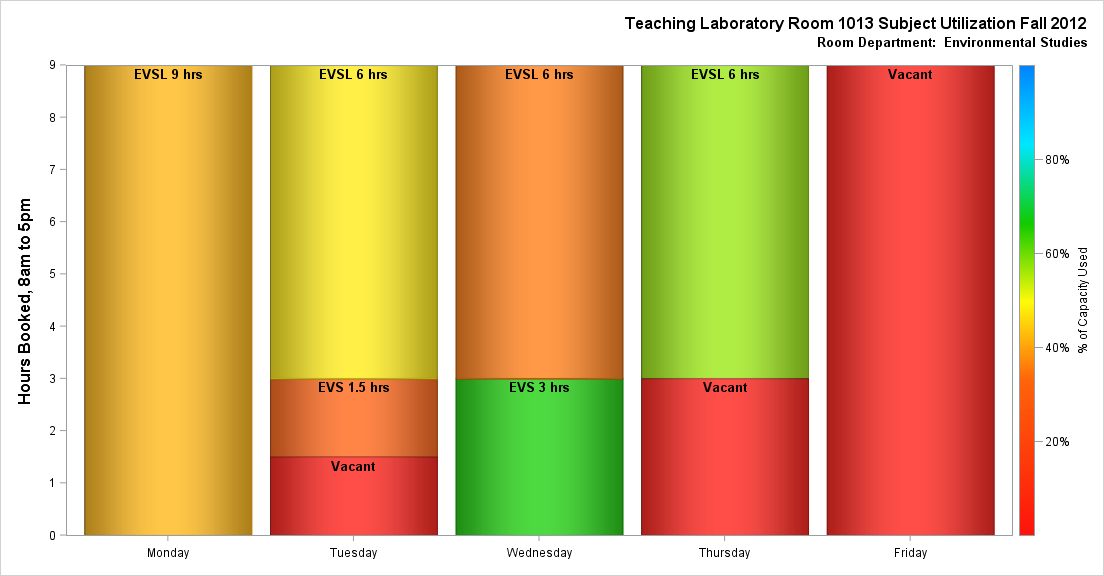 Teaching Laboratory Room 1013 Subject Utilization Fall 2012
Room Department: Environmental Studies
Hours Booked, 8am to 5pm
9
8
7
6
5
4
3
2
1
0
EVSL 9 hrs
EVSL 6 hrs
EVS 1.5 hrs
Vacant
EVSL 6 hrs
EVS 3 hrs
EVSL 6 hrs
Vacant
Vacant
Monday
Tuesday
Wednesday
Thursday
Friday
80%
60%
40%
20%
% of Capacity Used